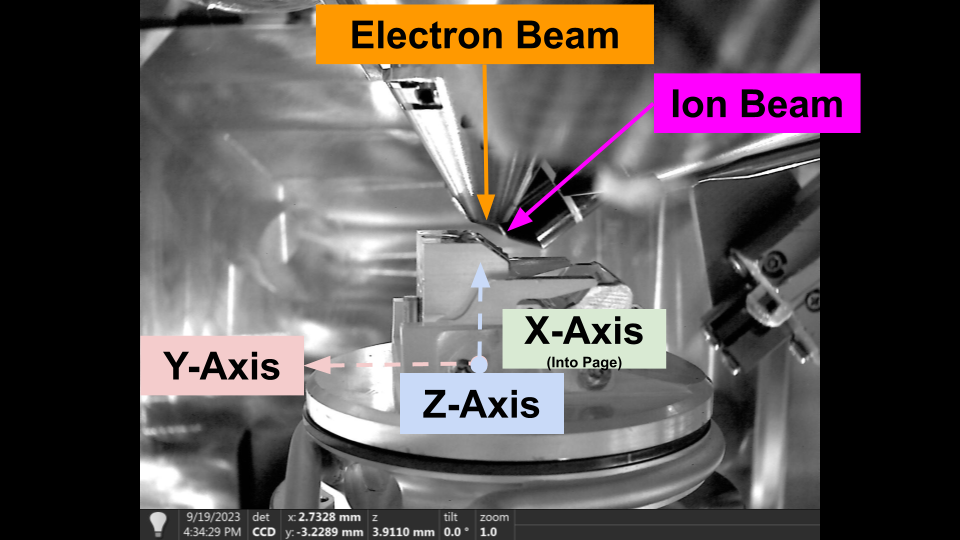 Electron Beam
Ion Beam
X-Axis
(Into Page)
Y-Axis
Z-Axis
9/19/2023 det x: 2.7328 mm z tilt zoom
4:34:29 PM CCD y: -3.2289 mm 3.9110 mm 0.0 ° 1.0